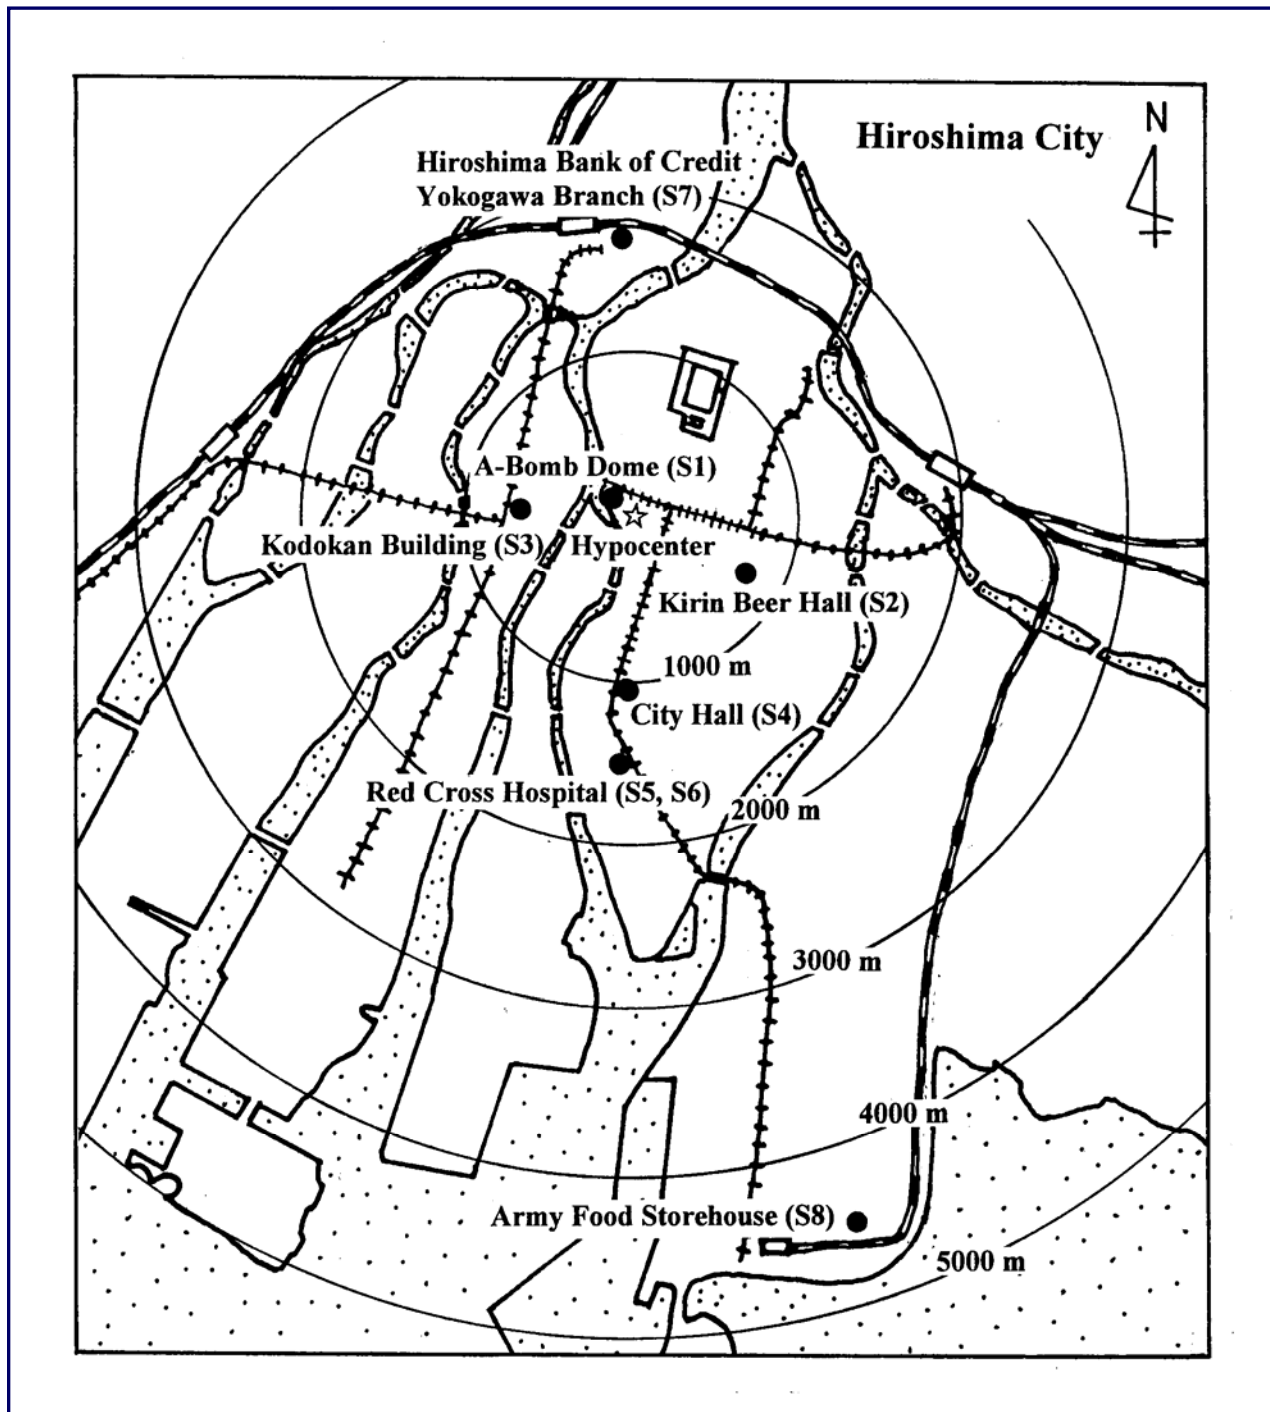 Hiroshima City
N
Hiroshima Bank of Credit
Yokogawa Branch (S7)
A-Bomb Dome (S1)
Kodokan Building (S3)
Hypocenter
Kirin Beer Hall (S2)
1000 m
City Hall (S4)
Red Cross Hospital (S5, S6)
2000 m
3000 m
4000 m
Army Food Storehouse (S8)
5000 m